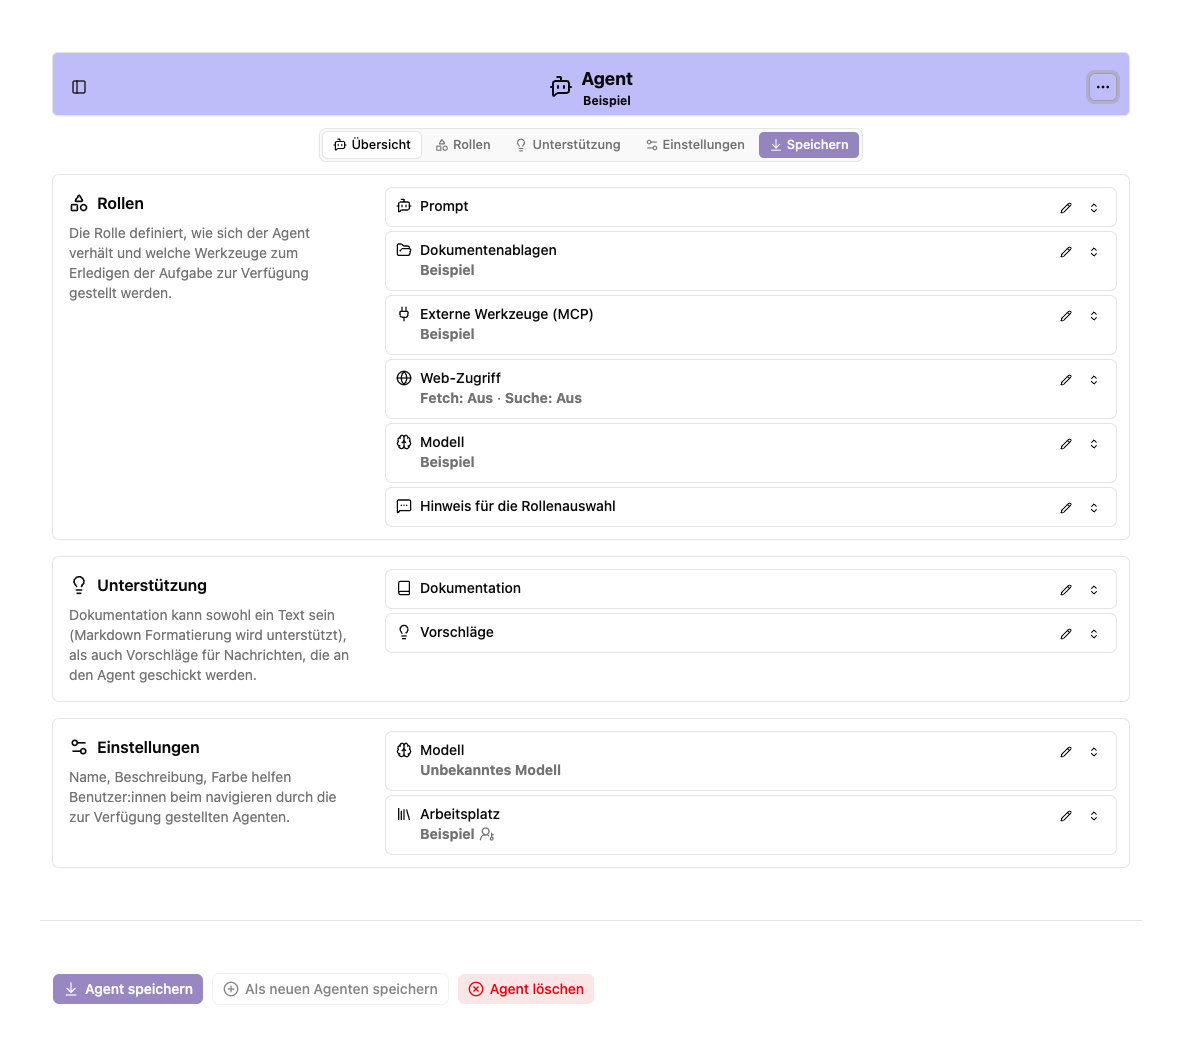 Agent
Beispiel
Übersicht
Rollen
Unterstützung
Einstellungen
Speichern
Rollen
Die Rolle definiert, wie sich der Agent
verhält und welche Werkzeuge zum
Erledigen der Aufgabe zur Verfügung
gestellt werden.
Prompt
Dokumentenablagen
Beispiel
Externe Werkzeuge (MCP)
Beispiel
Web-Zugriff
Fetch: Aus · Suche: Aus
Modell
Beispiel
Hinweis für die Rollenauswahl
Unterstützung
Dokumentation kann sowohl ein Text sein
(Markdown Formatierung wird unterstützt),
als auch Vorschläge für Nachrichten, die an
den Agent geschickt werden.
Dokumentation
Vorschläge
Einstellungen
Name, Beschreibung, Farbe helfen
Benutzer:innen beim navigieren durch die
zur Verfügung gestellten Agenten.
Modell
Unbekanntes Modell
Arbeitsplatz
Beispiel
Agent speichern
Als neuen Agenten speichern
Agent löschen